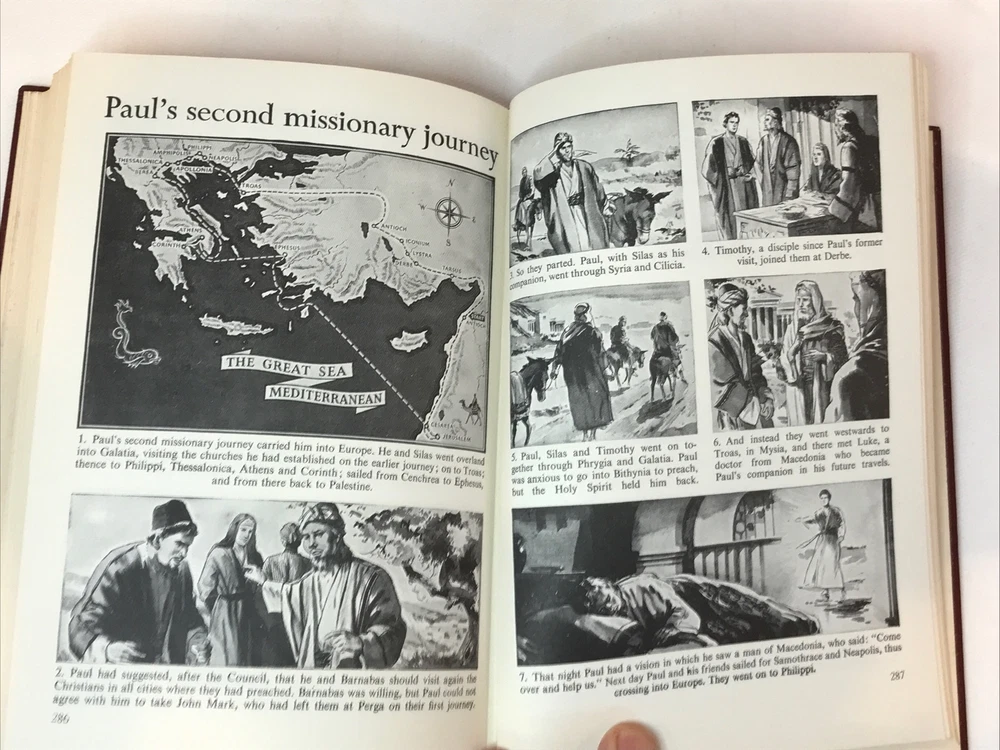 Paul's second missionary journey
PHILIPPI
AMPHIPOLIS
NEAPOLIS
THESSALONICA
APOLLONIA
BEREA
TROAS
ATHENS
CORINTH
EPHESUS
ANTIOCH
ICONIUM
LYSTRA
DERBE
TARSUS
N
W
E
S
ANTIOCH
THE GREAT SEA
MEDITERRANEAN
JERUSALEM
1. Paul's second missionary journey carried him into Europe. He and Silas went overland
into Galatia, visiting the churches he had established on the earlier journey; on to Troas;
thence to Philippi, Thessalonica, Athens and Corinth; sailed from Cenchrea to Ephesus,
and from there back to Palestine.
2. Paul had suggested, after the Council, that he and Barnabas should visit again the
Christians in all cities where they had preached. Barnabas was willing, but Paul could not
agree with him to take John Mark, who had left them at Perga on their first journey.
286
3. So they parted. Paul, with Silas as his
companion, went through Syria and Cilicia.
4. Timothy, a disciple since Paul's former
visit, joined them at Derbe.
5. Paul, Silas and Timothy went on to-
gether through Phrygia and Galatia. Paul
was anxious to go into Bithynia to preach,
but the Holy Spirit held him back.
6. And instead they went westwards to
Troas, in Mysia, and there met Luke, a
doctor from Macedonia who became
Paul's companion in his future travels.
7. That night Paul had a vision in which he saw a man of Macedonia, who said: "Come
over and help us." Next day Paul and his friends sailed for Samothrace and Neapolis, thus
crossing into Europe. They went on to Philippi.
287